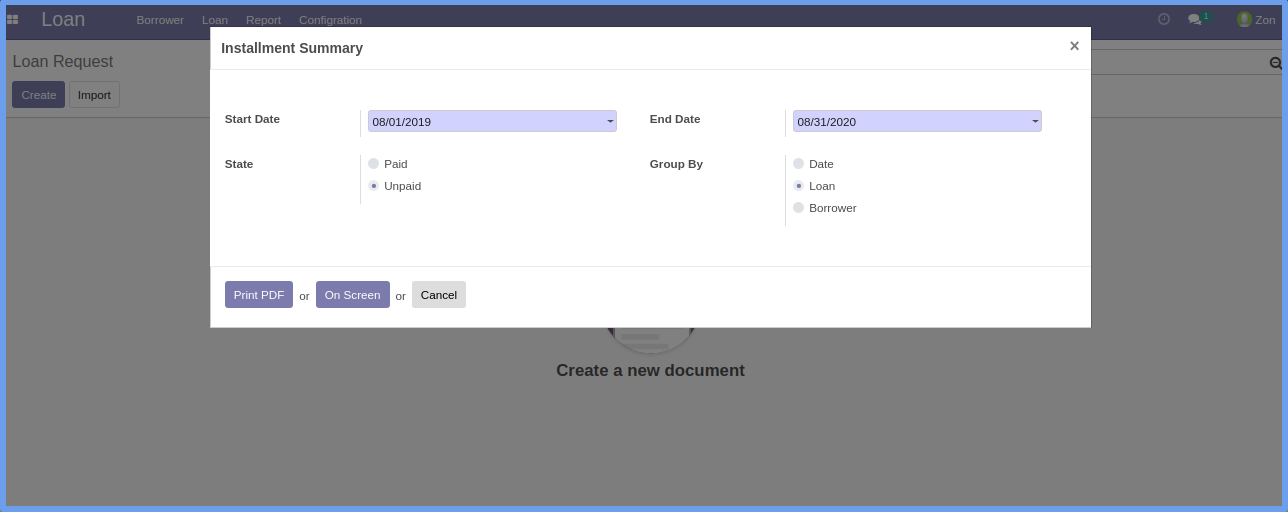 Loan Borrower Loan Report Configration 1 Zon
Installment Summary ×
Loan Request
Create Import
Start Date 08/01/2019 End Date 08/31/2020
State Paid Group By Date
Unpaid Loan
Borrower
Print PDF or On Screen or Cancel
Create a new document